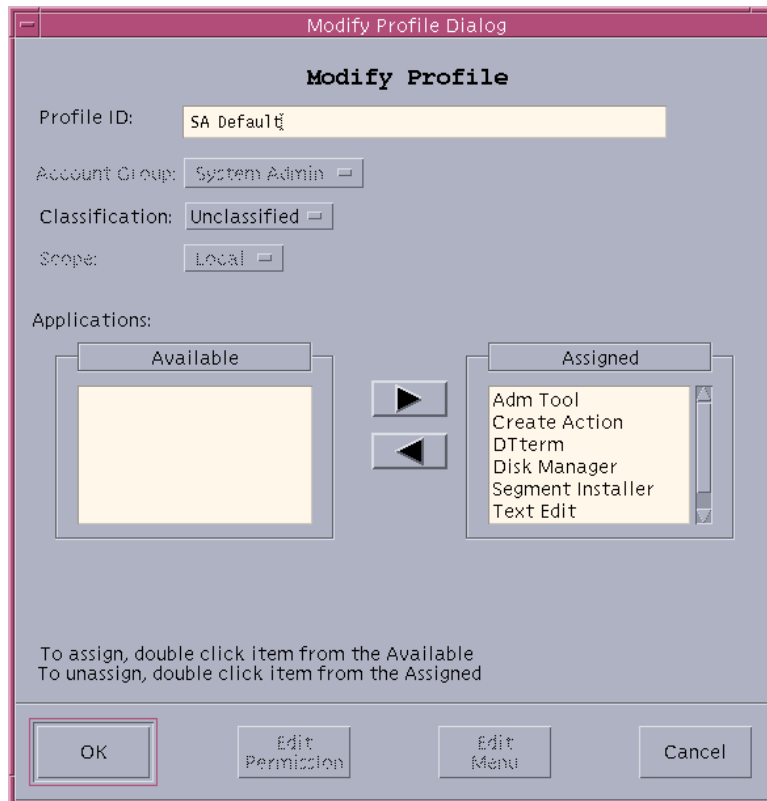 Modify Profile Dialog
Modify Profile
Profile ID: SA Default
Account Group: System Admin
Classification: Unclassified
Scope: Local
Applications:
Available Assigned
Adm Tool
Create Action
DTterm
Disk Manager
Segment Installer
Text Edit
To assign, double click item from the Available
To unassign, double click item from the Assigned
OK Edit Permission Edit Menu Cancel